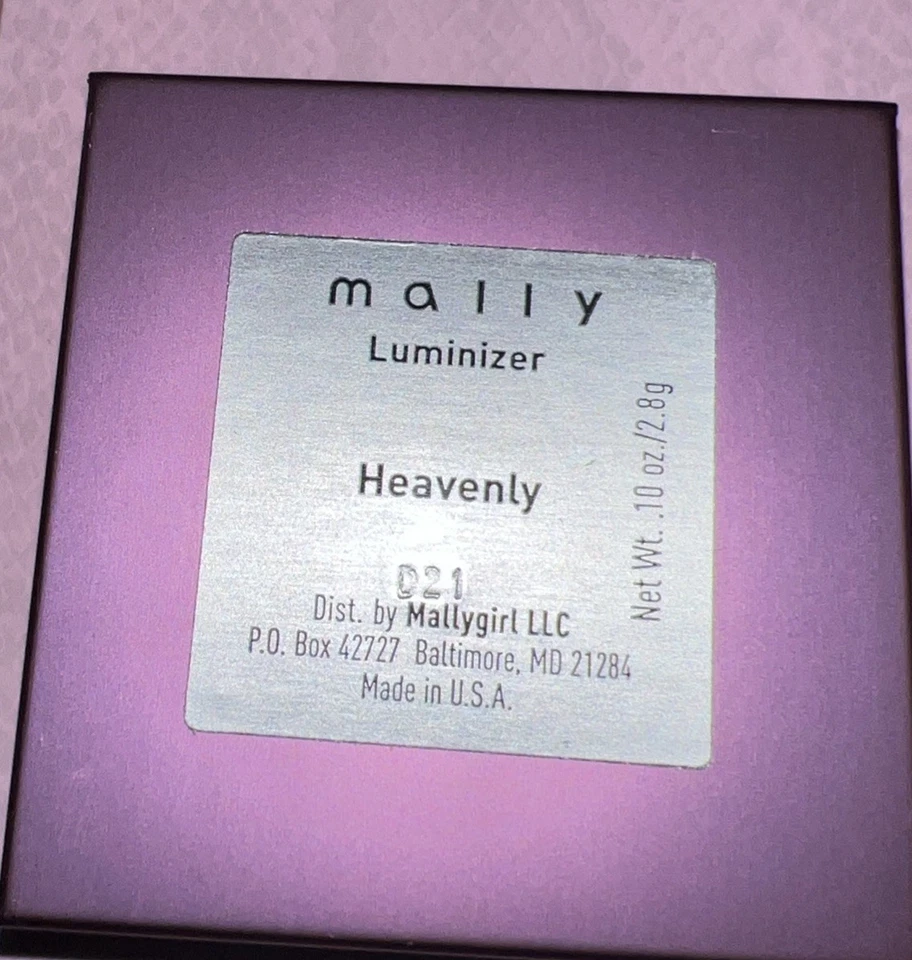 mally
Luminizer
Heavenly
Net Wt. .10 oz./2.8g
D21
Dist. by Mallygirl LLC
P.O. Box 42727 Baltimore, MD 21284
Made in U.S.A.